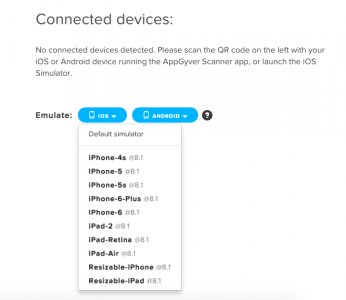 Connected devices:
No connected devices detected. Please scan the QR code on the left with your
iOS or Android device running the AppGyver Scanner app, or launch the iOS
Simulator.
Emulate: IOS ANDROID ?
Default simulator
iPhone-4s @8.1
iPhone-5 @8.1
iPhone-5s @8.1
iPhone-6-Plus @8.1
iPhone-6 @8.1
iPad-2 @8.1
iPad-Retina @8.1
iPad-Air @8.1
Resizable-iPhone @8.1
Resizable-iPad @8.1